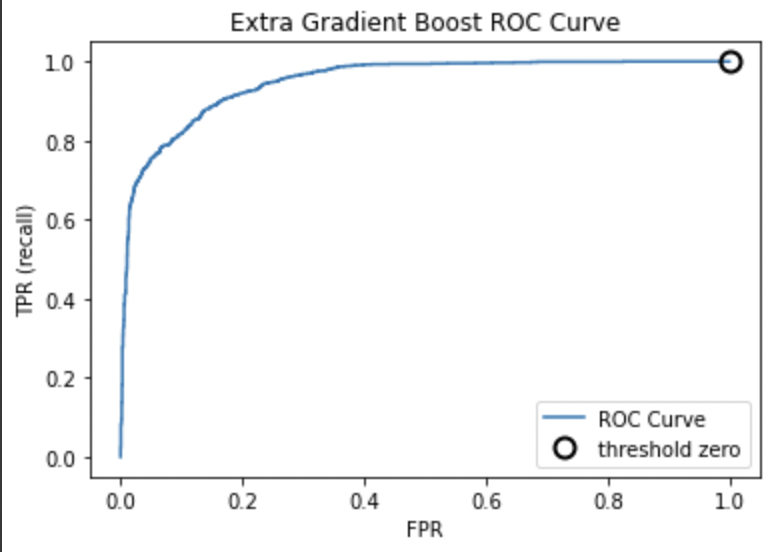 Extra Gradient Boost ROC Curve
1.0
0.8
0.6
0.4
0.2
0.0
TPR (recall)
ROC Curve
threshold zero
0.0 0.2 0.4 0.6 0.8 1.0
FPR